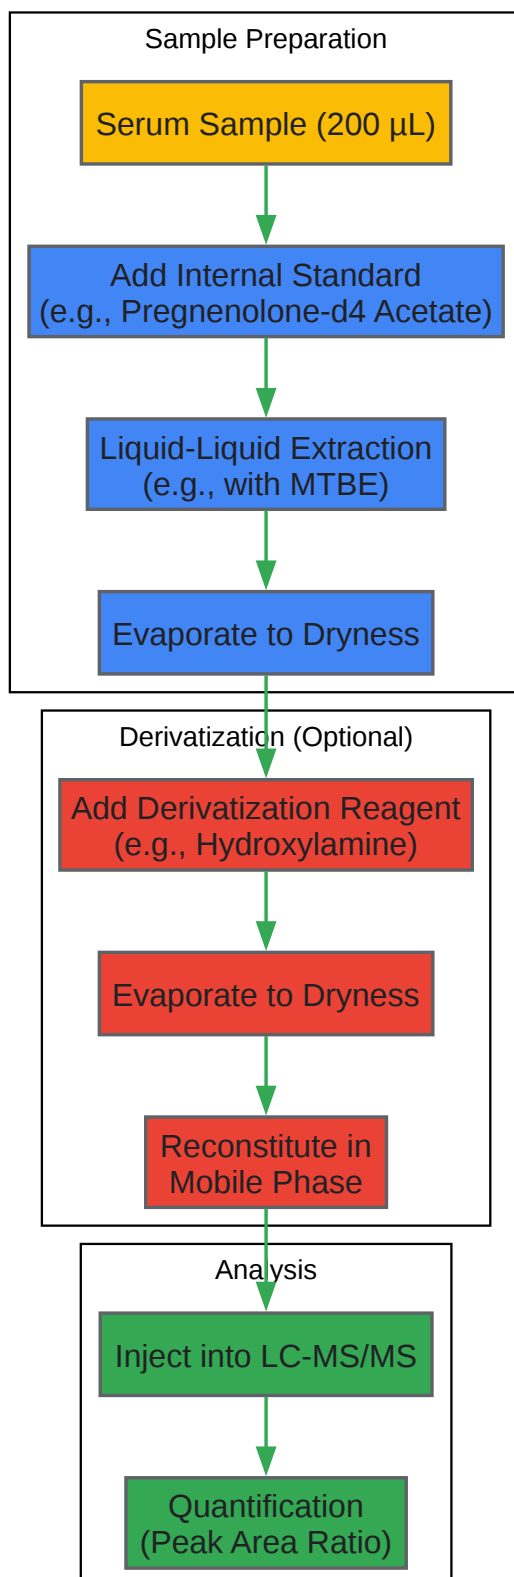 Sample Preparation
Serum Sample (200 µL)
Add Internal Standard
(e.g., Pregnenolone-d4 Acetate)
Liquid-Liquid Extraction
(e.g., with MTBE)
Evaporate to Dryness
Derivatization (Optional)
Add Derivatization Reagent
(e.g., Hydroxylamine)
Evaporate to Dryness
Reconstitute in
Mobile Phase
Analysis
Inject into LC-MS/MS
Quantification
(Peak Area Ratio)